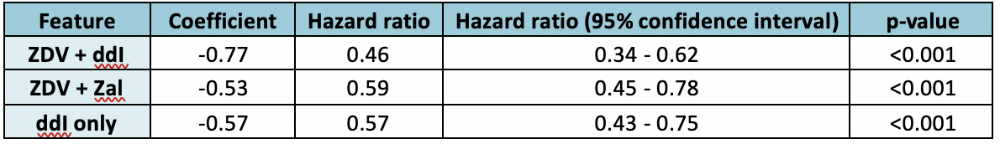 Feature Coefficient Hazard ratio Hazard ratio (95% confidence interval) p-value
ZDV + ddI -0.77 0.46 0.34 - 0.62 <0.001
ZDV + Zal -0.53 0.59 0.45 - 0.78 <0.001
ddI only -0.57 0.57 0.43 - 0.75 <0.001